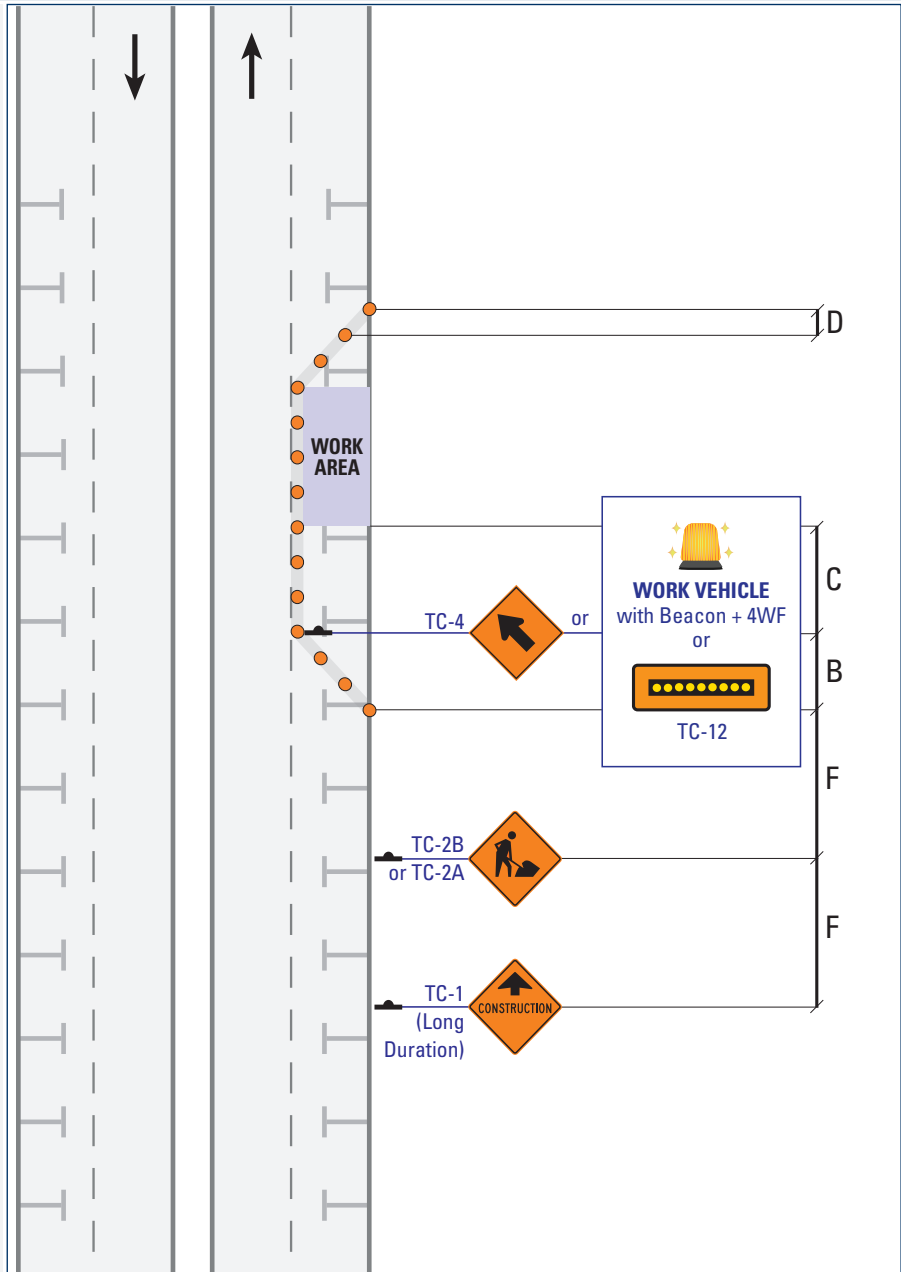 D
WORK
AREA
WORK VEHICLE
with Beacon + 4WF
or
TC-12
C
TC-4
or
B
F
TC-2B
or TC-2A
F
TC-1
(Long
Duration)
CONSTRUCTION